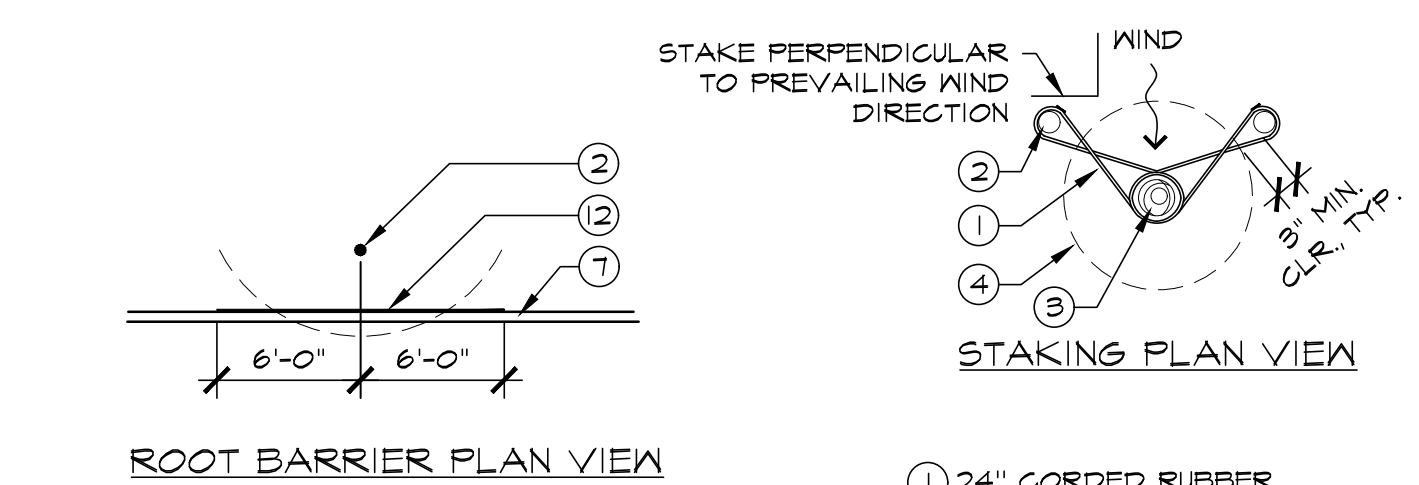 STAKE PERPENDICULAR
TO PREVAILING WIND
DIRECTION
WIND
2
1
4
3
3" MIN.
CLR., TYP.
STAKING PLAN VIEW
2
12
7
6'-0" 6'-0"
ROOT BARRIER PLAN VIEW
1 24" CORDED RUBBER